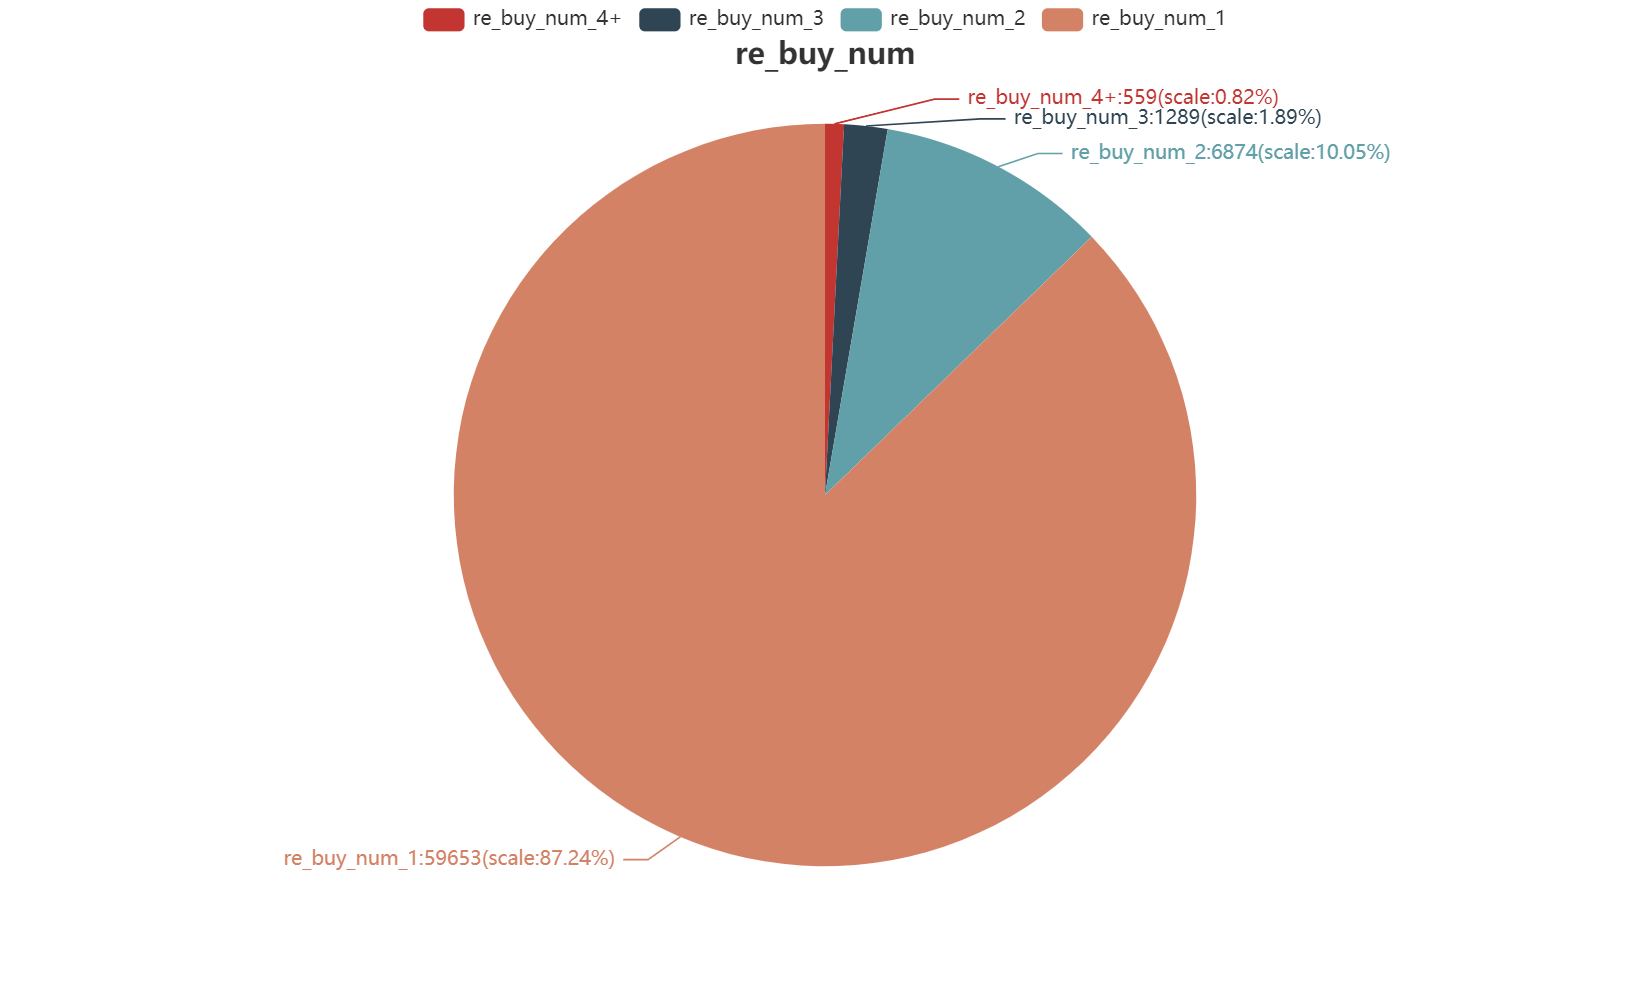 re_buy_num_4+ re_buy_num_3 re_buy_num_2 re_buy_num_1
re_buy_num
re_buy_num_4+:559(scale:0.82%)
re_buy_num_3:1289(scale:1.89%)
re_buy_num_2:6874(scale:10.05%)
re_buy_num_1:59653(scale:87.24%)